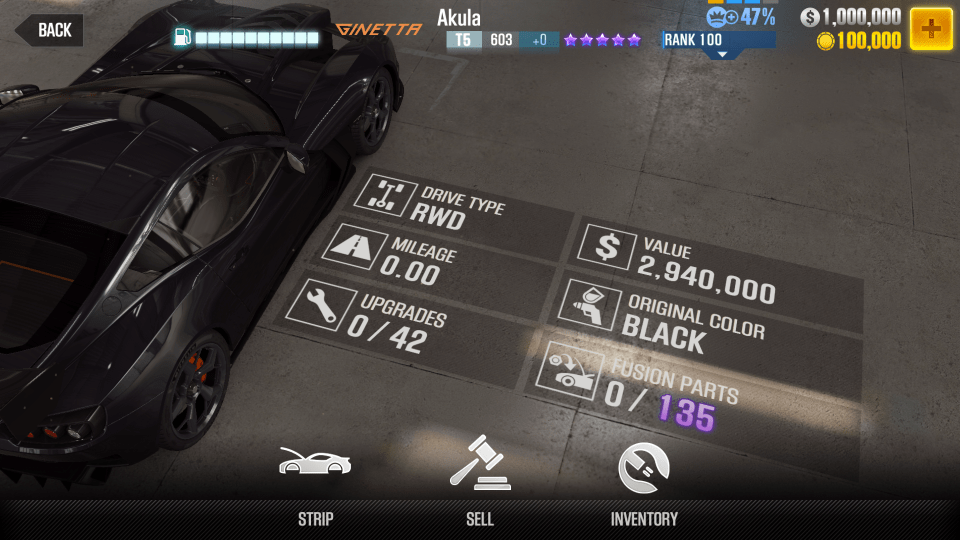 BACK
GINETTA
Akula
T5 603 +0
47%
RANK 100
$ 1,000,000
100,000
+
DRIVE TYPE
RWD
MILEAGE
0.00
UPGRADES
0/42
$ VALUE
2,940,000
ORIGINAL COLOR
BLACK
FUSION PARTS
0/135
STRIP
SELL
INVENTORY